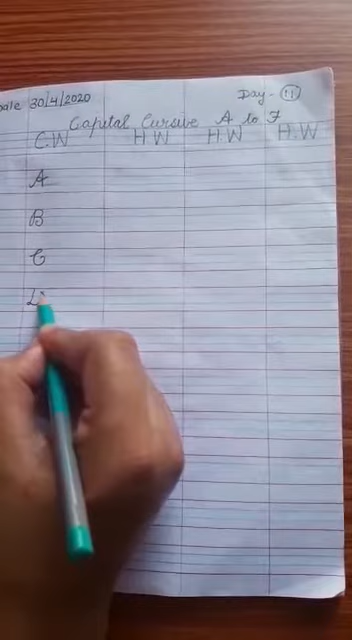 Date 30/4/2020 Day - 11
Capital Cursive A to F
C.W H.W H.W H.W
A
B
C